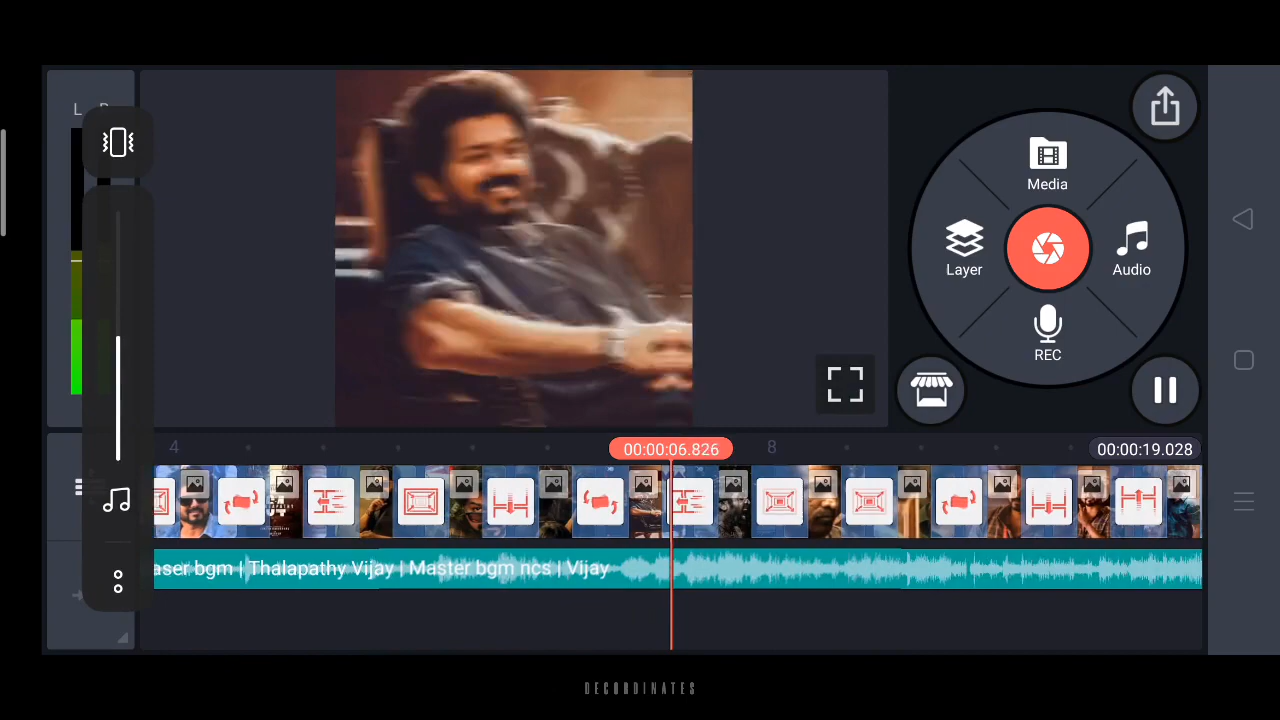 L
Media
Layer
Audio
REC
4
00:00:06.826
8
00:00:19.028
aser bgm | Thalapathy Vijay | Master bgm ncs | Vijay
DECORDINATES